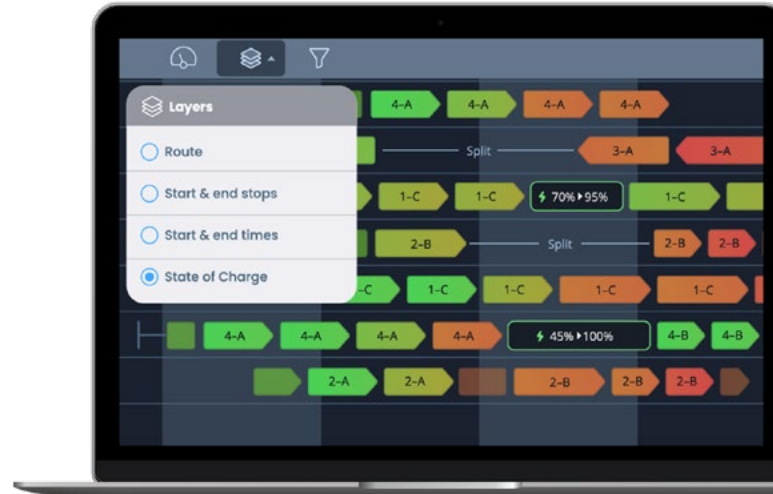 Layers
Route
Start & end stops
Start & end times
State of Charge
4-A 4-A 4-A 4-A
Split 3-A 3-A
1-C 1-C 70%▸95% 1-C
2-B Split 2-B 2-B
-C 1-C 1-C 1-C 1-C
4-A 4-A 4-A 4-A 45%▸100% 4-B 4-B
2-A 2-A 2-B 2-B 2-B